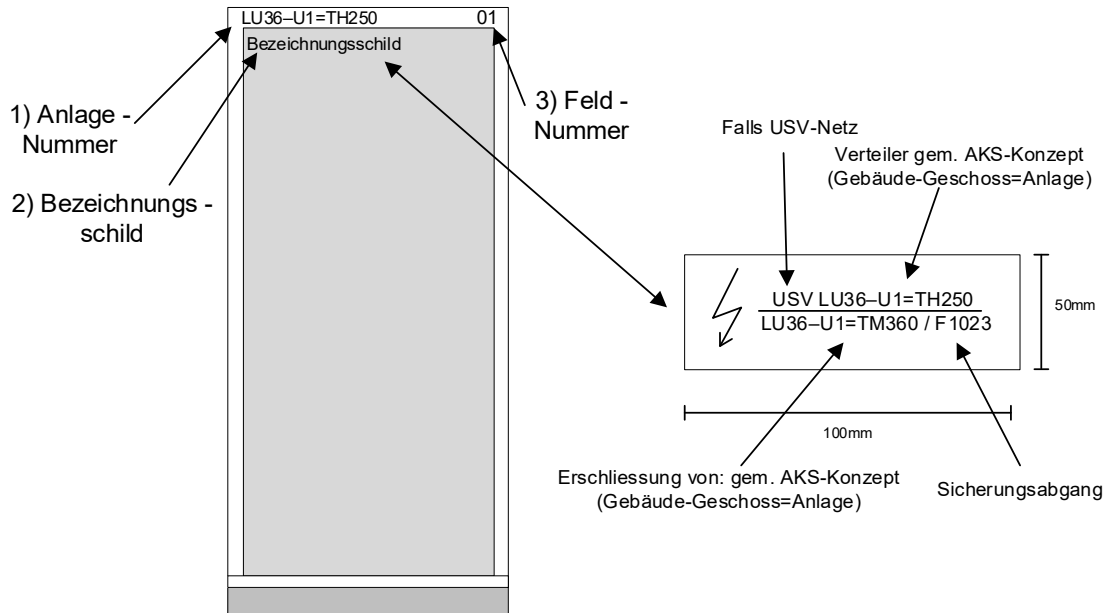 LU36–U1=TH250 01
Bezeichnungsschild
1) Anlage -
Nummer
2) Bezeichnungs -
schild
3) Feld -
Nummer
Falls USV-Netz
Verteiler gem. AKS-Konzept
(Gebäude-Geschoss=Anlage)
USV LU36–U1=TH250
LU36–U1=TM360 / F1023
50mm
100mm
Erschliessung von: gem. AKS-Konzept
(Gebäude-Geschoss=Anlage)
Sicherungsabgang